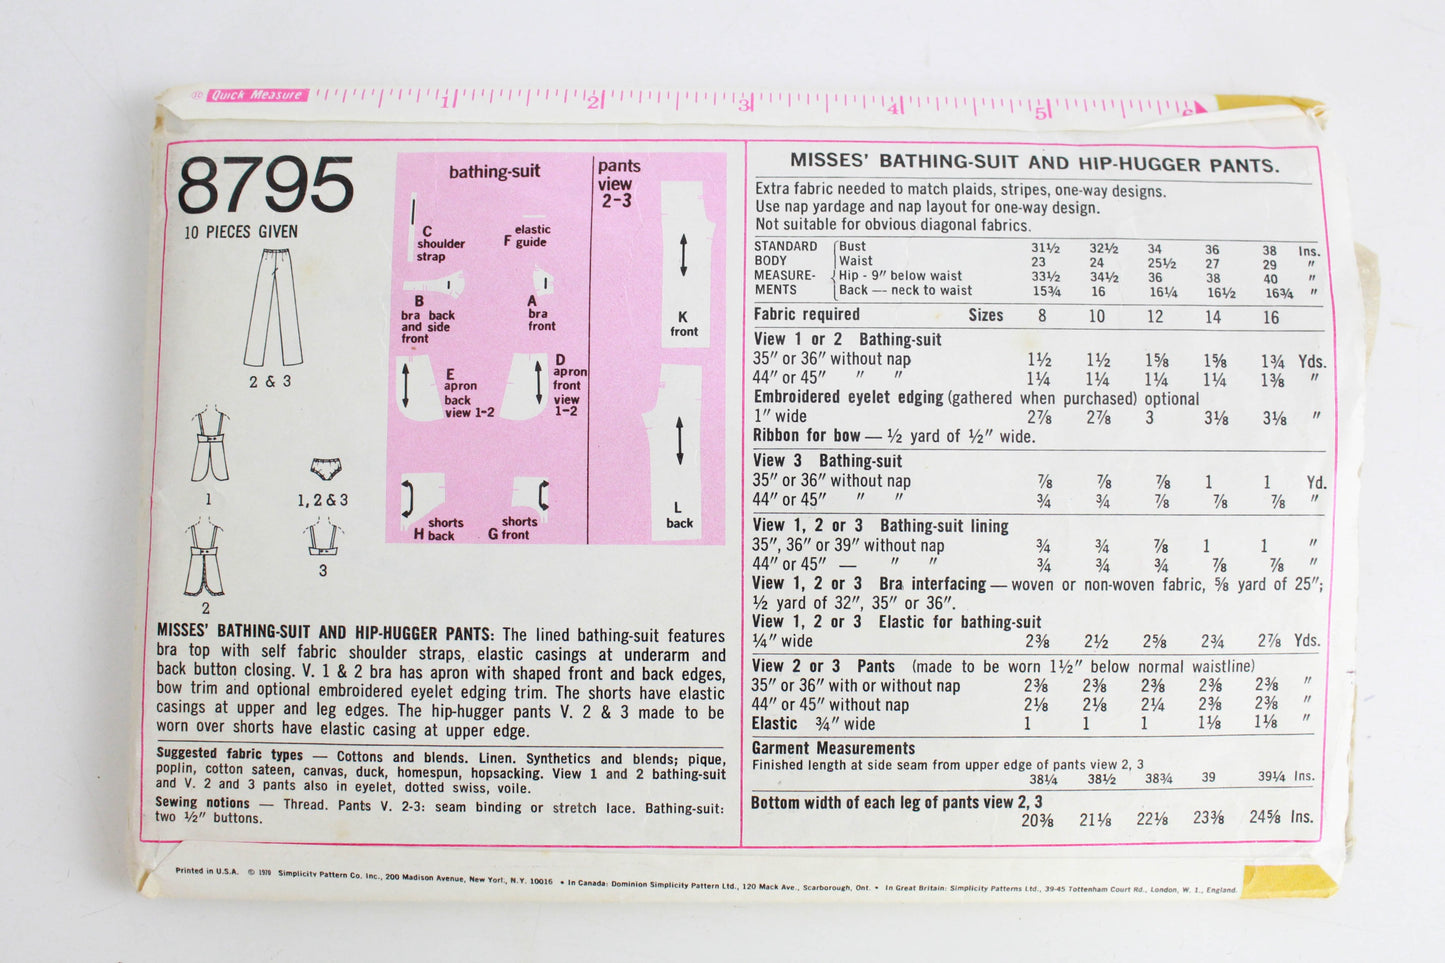 Quick Measure 1 2 3 4 5 6
8795
10 PIECES GIVEN
2 & 3
1
1, 2 & 3
2
3
bathing-suit
C
shoulder
strap
elastic
F guide
B
bra back
and side
front
A
bra
front
E
apron
back
view 1-2
D
apron
front
view
1-2
shorts
H back
shorts
G front
pants
view
2-3
K
front
L
back
MISSES' BATHING-SUIT AND HIP-HUGGER PANTS: The lined bathing-suit features
bra top with self fabric shoulder straps, elastic casings at underarm and
back button closing. V. 1 & 2 bra has apron with shaped front and back edges,
bow trim and optional embroidered eyelet edging trim. The shorts have elastic
casings at upper and leg edges. The hip-hugger pants V. 2 & 3 made to be
worn over shorts have elastic casing at upper edge.
Suggested fabric types — Cottons and blends. Linen. Synthetics and blends; pique,
poplin, cotton sateen, canvas, duck, homespun, hopsacking. View 1 and 2 bathing-suit
and V. 2 and 3 pants also in eyelet, dotted swiss, voile.
Sewing notions — Thread. Pants V. 2-3: seam binding or stretch lace. Bathing-suit:
two ½" buttons.
MISSES' BATHING-SUIT AND HIP-HUGGER PANTS.
Extra fabric needed to match plaids, stripes, one-way designs.
Use nap yardage and nap layout for one-way design.
Not suitable for obvious diagonal fabrics.
STANDARD Bust 31½ 32½ 34 36 38 Ins.
BODY Waist 23 24 25½ 27 29 "
MEASURE- Hip - 9" below waist 33½ 34½ 36 38 40 "
MENTS Back — neck to waist 15¾ 16 16¼ 16½ 16¾ "
Fabric required Sizes 8 10 12 14 16
View 1 or 2 Bathing-suit
35" or 36" without nap 1½ 1½ 1⅝ 1⅝ 1¾ Yds.
44" or 45" " " 1¼ 1¼ 1¼ 1¼ 1⅜ "
Embroidered eyelet edging (gathered when purchased) optional
1" wide 2⅞ 2⅞ 3 3⅛ 3⅛ "
Ribbon for bow — ½ yard of ½" wide.
View 3 Bathing-suit
35" or 36" without nap ⅞ ⅞ ⅞ 1 1 Yd.
44" or 45" " " ¾ ¾ ⅞ ⅞ ⅞ "
View 1, 2 or 3 Bathing-suit lining
35", 36" or 39" without nap ¾ ¾ ⅞ 1 1 "
44" or 45" — " " ¾ ¾ ¾ ⅞ ⅞ "
View 1, 2 or 3 Bra interfacing — woven or non-woven fabric, ⅝ yard of 25";
½ yard of 32", 35" or 36".
View 1, 2 or 3 Elastic for bathing-suit
¼" wide 2⅜ 2½ 2⅝ 2¾ 2⅞ Yds.
View 2 or 3 Pants (made to be worn 1½" below normal waistline)
35" or 36" with or without nap 2⅜ 2⅜ 2⅜ 2⅜ 2⅜ "
44" or 45" without nap 2⅛ 2⅛ 2¼ 2⅜ 2⅜ "
Elastic ¾" wide 1 1 1 1⅛ 1⅛ "
Garment Measurements
Finished length at side seam from upper edge of pants view 2, 3
38¼ 38½ 38¾ 39 39¼ Ins.
Bottom width of each leg of pants view 2, 3
20⅜ 21⅛ 22⅛ 23⅜ 24⅝ Ins.
Printed in U.S.A. © 1970 Simplicity Pattern Co. Inc., 200 Madison Avenue, New York, N.Y. 10016 • In Canada: Dominion Simplicity Pattern Ltd., 120 Mack Ave., Scarborough, Ont. • In Great Britain: Simplicity Patterns Ltd., 39-45 Tottenham Court Rd., London, W. 1., England.